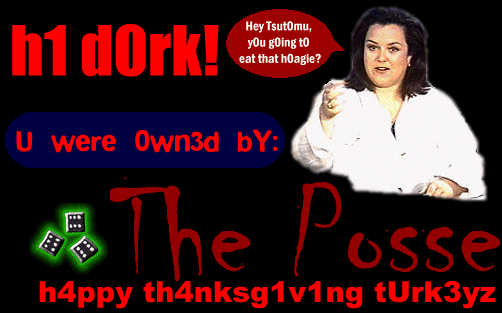 h1 d0rk!
Hey Tsut0mu,
y0u g0ing t0
eat that h0agie?
U were 0wn3d bY:
The Posse
h4ppy th4nksg1v1ng tUrk3yz